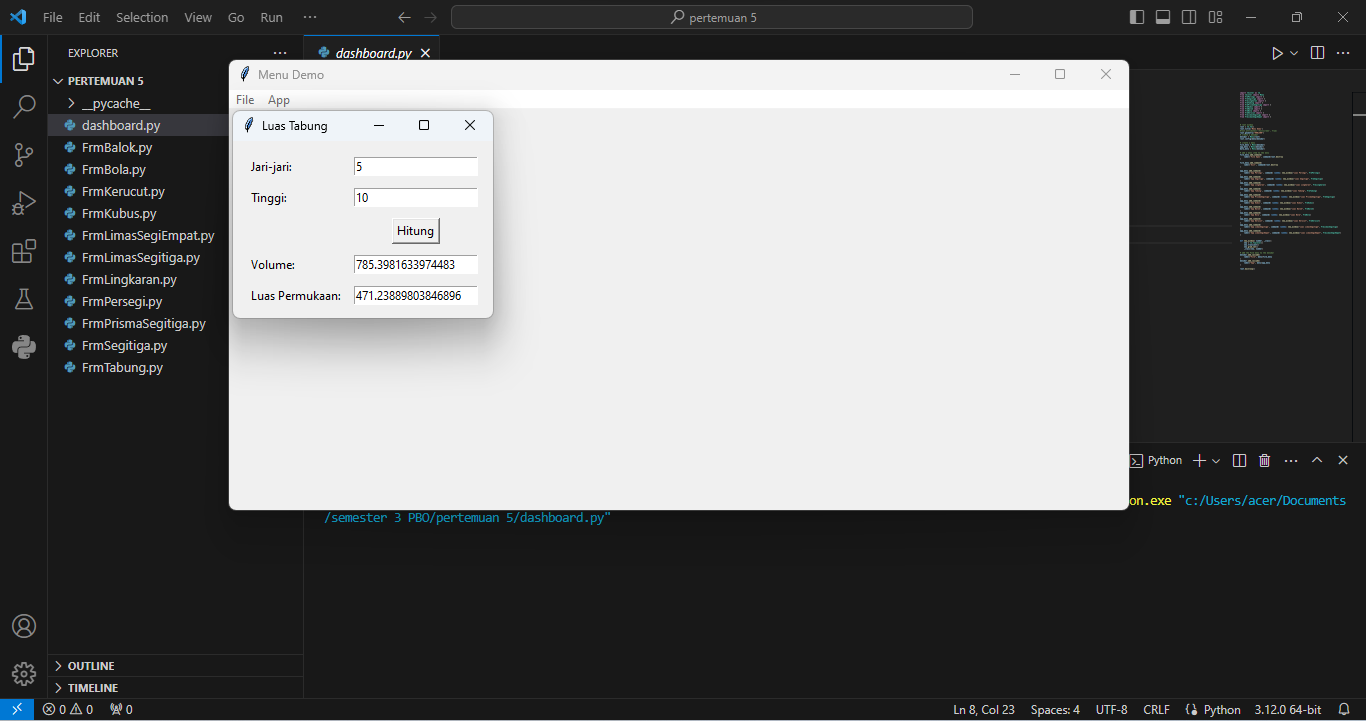 File Edit Selection View Go Run ···
pertemuan 5
EXPLORER ···
PERTEMUAN 5
__pycache__
dashboard.py
FrmBalok.py
FrmBola.py
FrmKerucut.py
FrmKubus.py
FrmLimasSegiEmpat.py
FrmLimasSegitiga.py
FrmLingkaran.py
FrmPersegi.py
FrmPrismaSegitiga.py
FrmSegitiga.py
FrmTabung.py
OUTLINE
TIMELINE
dashboard.py
Menu Demo
File App
Luas Tabung
Jari-jari: 5
Tinggi: 10
Hitung
Volume: 785.3981633974483
Luas Permukaan: 471.23889803846896
Python
on.exe "c:/Users/acer/Documents
/semester 3 PBO/pertemuan 5/dashboard.py"
0 0 0
Ln 8, Col 23 Spaces: 4 UTF-8 CRLF Python 3.12.0 64-bit